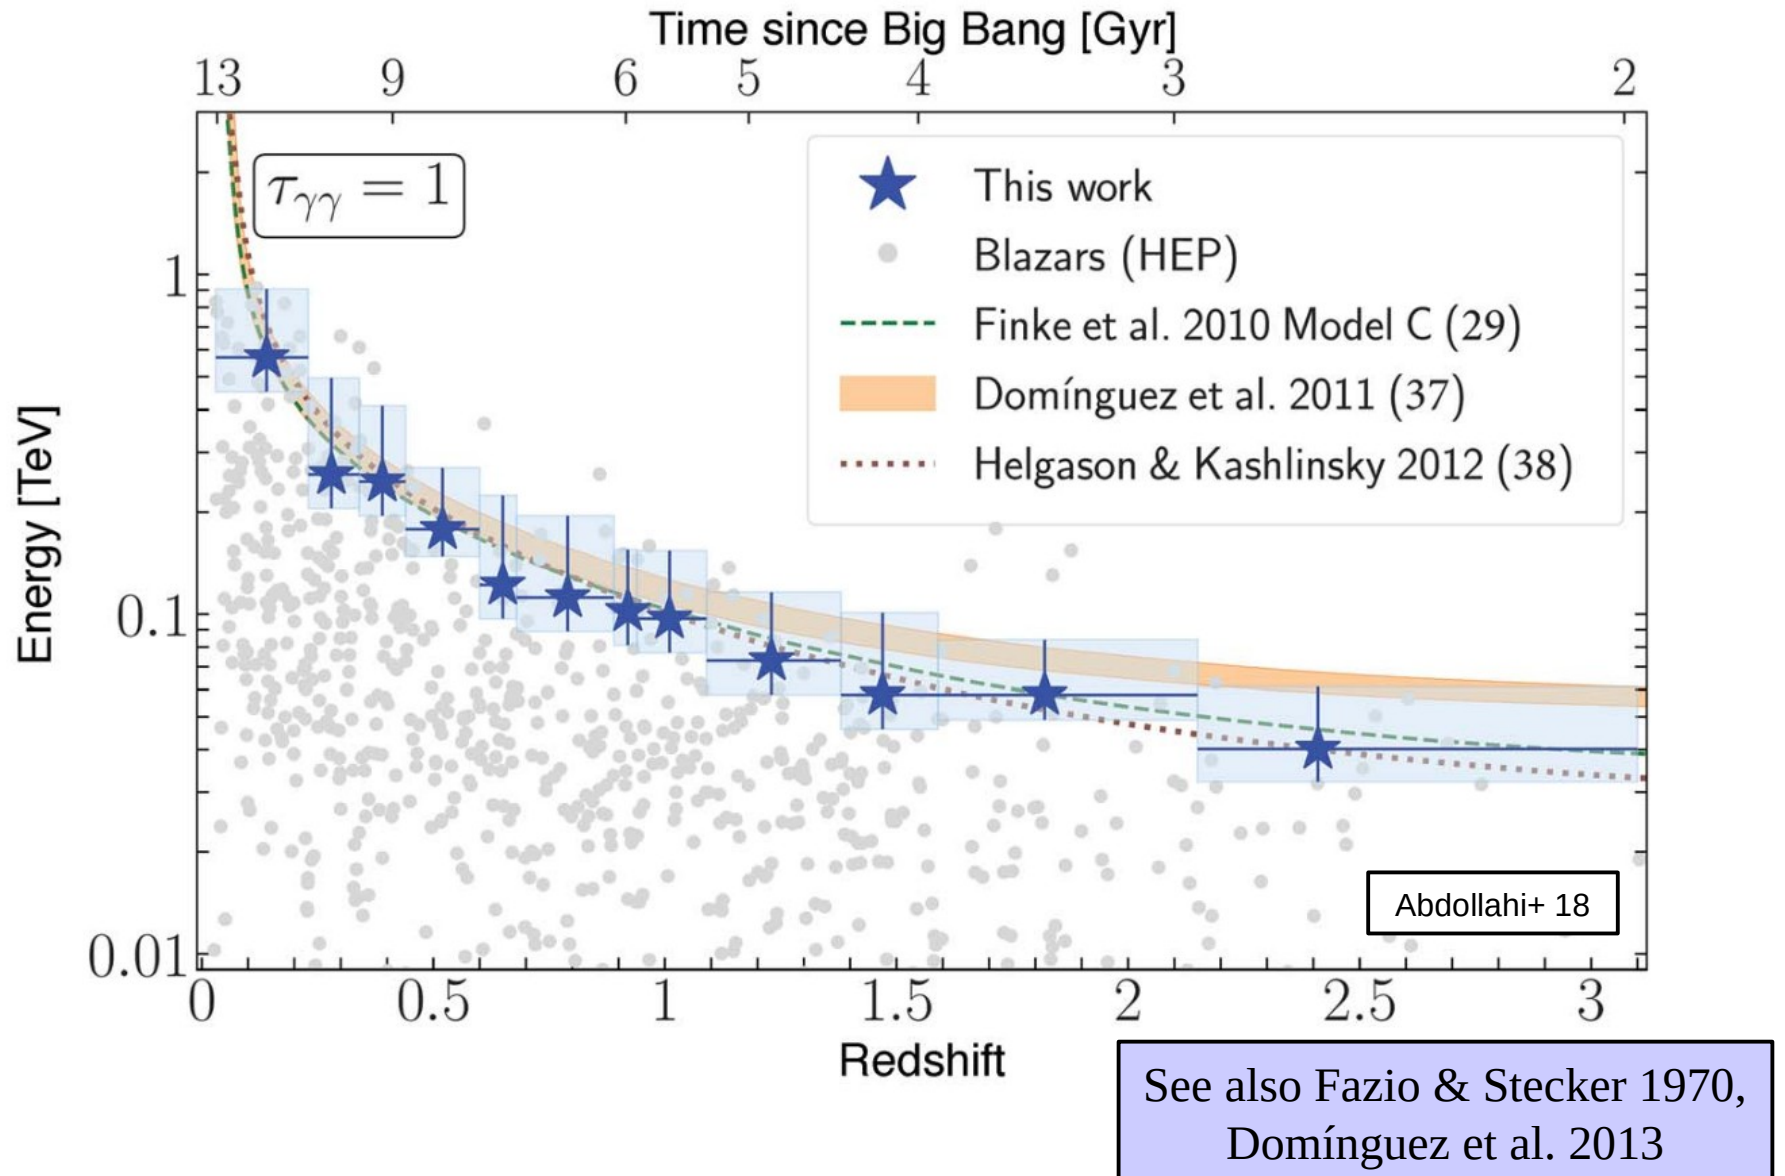 Time since Big Bang [Gyr]
13 9 6 5 4 3 2
τγγ = 1
This work
Blazars (HEP)
Finke et al. 2010 Model C (29)
Domínguez et al. 2011 (37)
Helgason & Kashlinsky 2012 (38)
Energy [TeV]
1
0.1
0.01
Abdollahi+ 18
0 0.5 1 1.5 2 2.5 3
Redshift
See also Fazio & Stecker 1970,
Domínguez et al. 2013